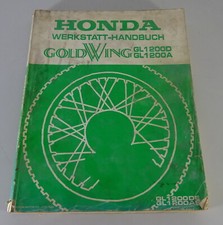 HONDA
WERKSTATT-HANDBUCH
GOLDWING GL1200D
GL1200A